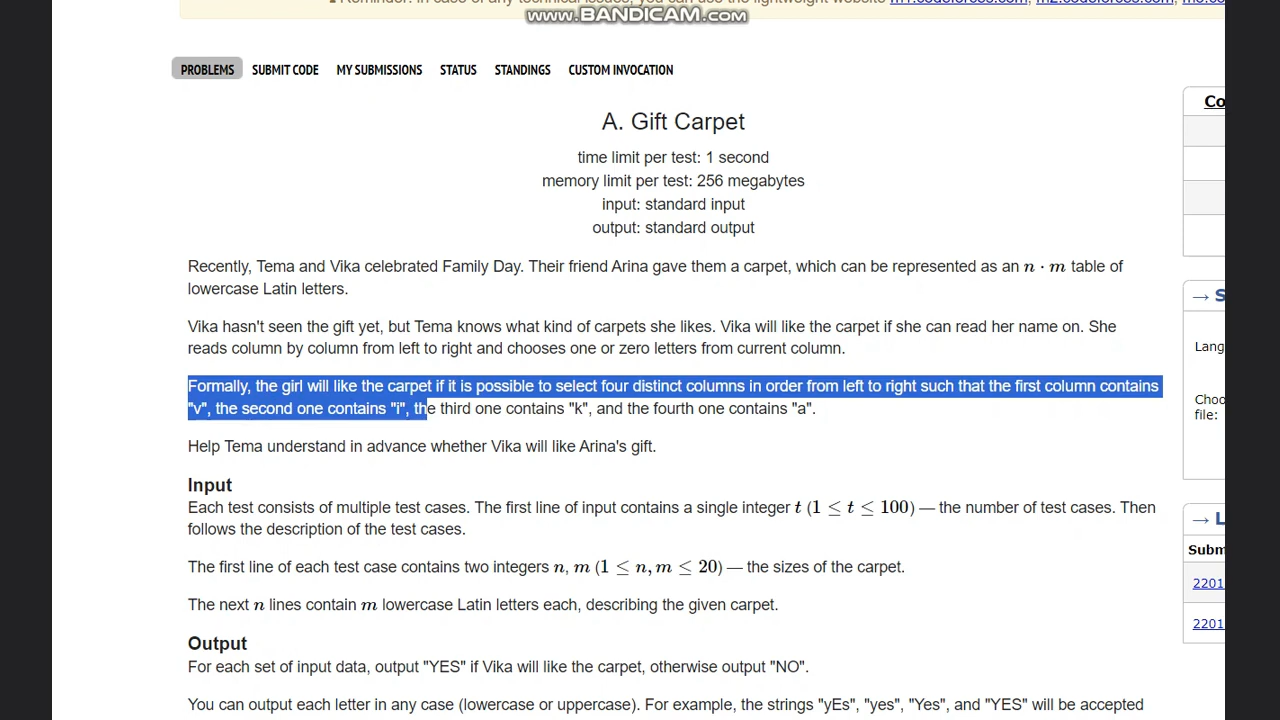 Reminder: in case of any technical issues, you can use the lightweight website m1.codeforces.com, m2.codeforces.com,
www.BANDICAM.com
PROBLEMS SUBMIT CODE MY SUBMISSIONS STATUS STANDINGS CUSTOM INVOCATION
A. Gift Carpet
time limit per test: 1 second
memory limit per test: 256 megabytes
input: standard input
output: standard output
Recently, Tema and Vika celebrated Family Day. Their friend Arina gave them a carpet, which can be represented as an n · m table of
lowercase Latin letters.
Vika hasn't seen the gift yet, but Tema knows what kind of carpets she likes. Vika will like the carpet if she can read her name on. She
reads column by column from left to right and chooses one or zero letters from current column.
Formally, the girl will like the carpet if it is possible to select four distinct columns in order from left to right such that the first column contains
"v", the second one contains "i", the third one contains "k", and the fourth one contains "a".
Help Tema understand in advance whether Vika will like Arina's gift.
Input
Each test consists of multiple test cases. The first line of input contains a single integer t (1 ≤ t ≤ 100) — the number of test cases. Then
follows the description of the test cases.
The first line of each test case contains two integers n, m (1 ≤ n, m ≤ 20) — the sizes of the carpet.
The next n lines contain m lowercase Latin letters each, describing the given carpet.
Output
For each set of input data, output "YES" if Vika will like the carpet, otherwise output "NO".
You can output each letter in any case (lowercase or uppercase). For example, the strings "yEs", "yes", "Yes", and "YES" will be accepted
Co
→ S
Lang
Choo
file:
→ L
Subm
2201
2201